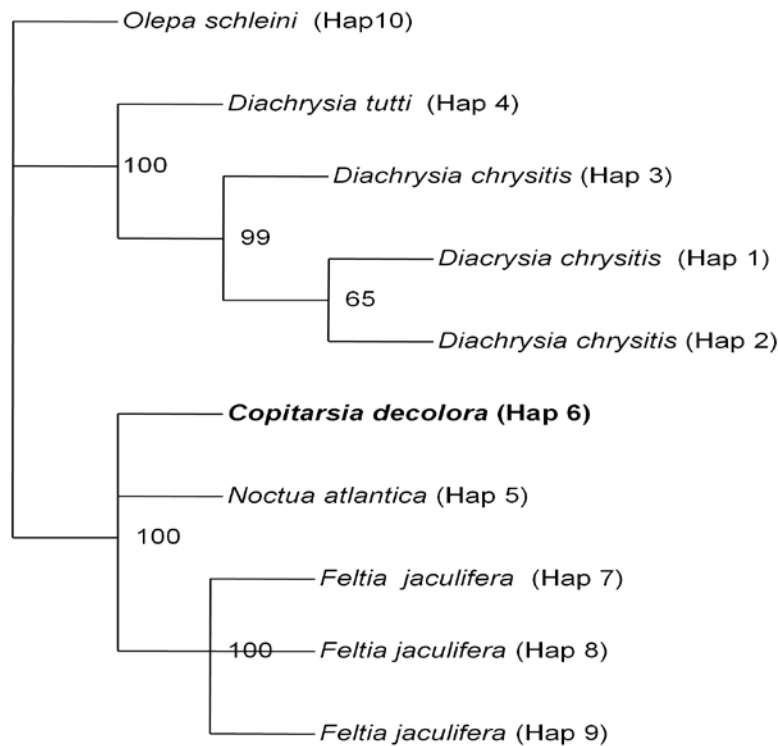 Olepa schleini (Hap10)
Diachrysia tutti (Hap 4)
100
Diachrysia chrysitis (Hap 3)
99
Diacrysia chrysitis (Hap 1)
65
Diachrysia chrysitis (Hap 2)
Copitarsia decolora (Hap 6)
Noctua atlantica (Hap 5)
100
Feltia jaculifera (Hap 7)
100
Feltia jaculifera (Hap 8)
Feltia jaculifera (Hap 9)